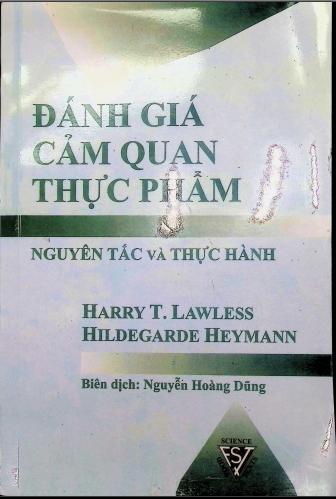 ĐÁNH GIÁ
CẢM QUAN
THỰC PHẨM
NGUYÊN TẮC VÀ THỰC HÀNH
HARRY T. LAWLESS
HILDEGARDE HEYMANN
Biên dịch: Nguyễn Hoàng Dũng
SCIENCE
FST